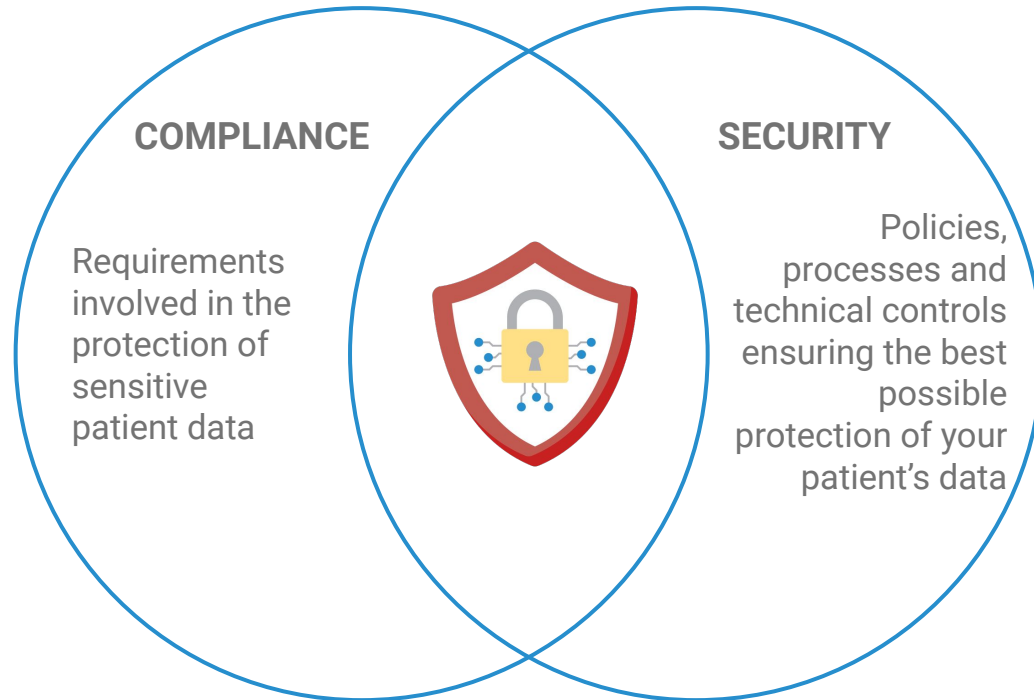 COMPLIANCE
Requirements
involved in the
protection of
sensitive
patient data
SECURITY
Policies,
processes and
technical controls
ensuring the best
possible
protection of your
patient’s data